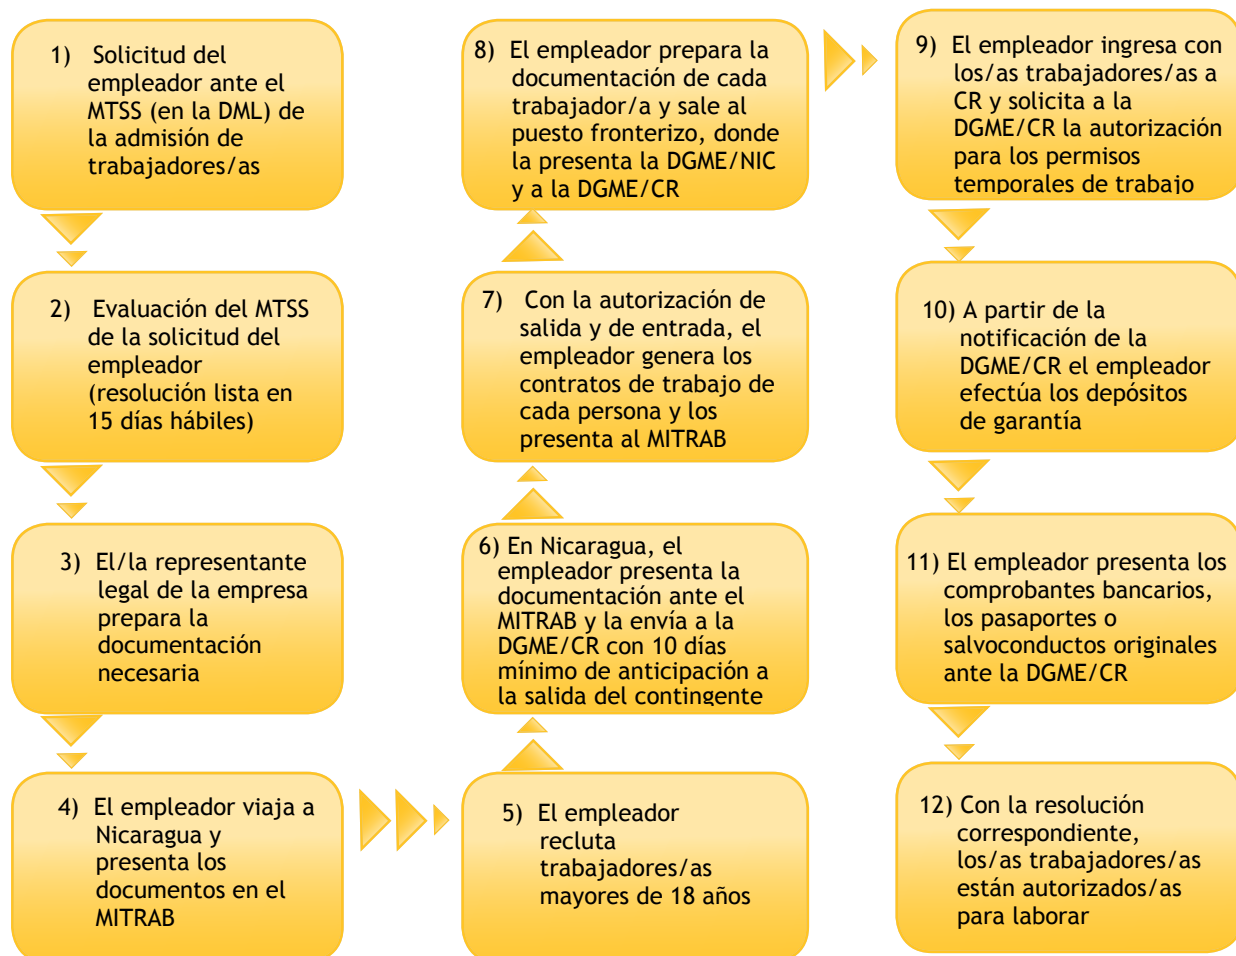 1) Solicitud del
empleador ante el
MTSS (en la DML) de
la admisión de
trabajadores/as
2) Evaluación del MTSS
de la solicitud del
empleador
(resolución lista en
15 días hábiles)
3) El/la representante
legal de la empresa
prepara la
documentación
necesaria
4) El empleador viaja a
Nicaragua y
presenta los
documentos en el
MITRAB
5) El empleador
recluta
trabajadores/as
mayores de 18 años
6) En Nicaragua, el
empleador presenta la
documentación ante el
MITRAB y la envía a la
DGME/CR con 10 días
mínimo de anticipación a
la salida del contingente
7) Con la autorización de
salida y de entrada, el
empleador genera los
contratos de trabajo de
cada persona y los
presenta al MITRAB
8) El empleador prepara la
documentación de cada
trabajador/a y sale al
puesto fronterizo, donde
la presenta la DGME/NIC
y a la DGME/CR
9) El empleador ingresa con
los/as trabajadores/as a
CR y solicita a la
DGME/CR la autorización
para los permisos
temporales de trabajo
10) A partir de la
notificación de la
DGME/CR el empleador
efectúa los depósitos
de garantía
11) El empleador presenta los
comprobantes bancarios,
los pasaportes o
salvoconductos originales
ante la DGME/CR
12) Con la resolución
correspondiente,
los/as trabajadores/as
están autorizados/as
para laborar